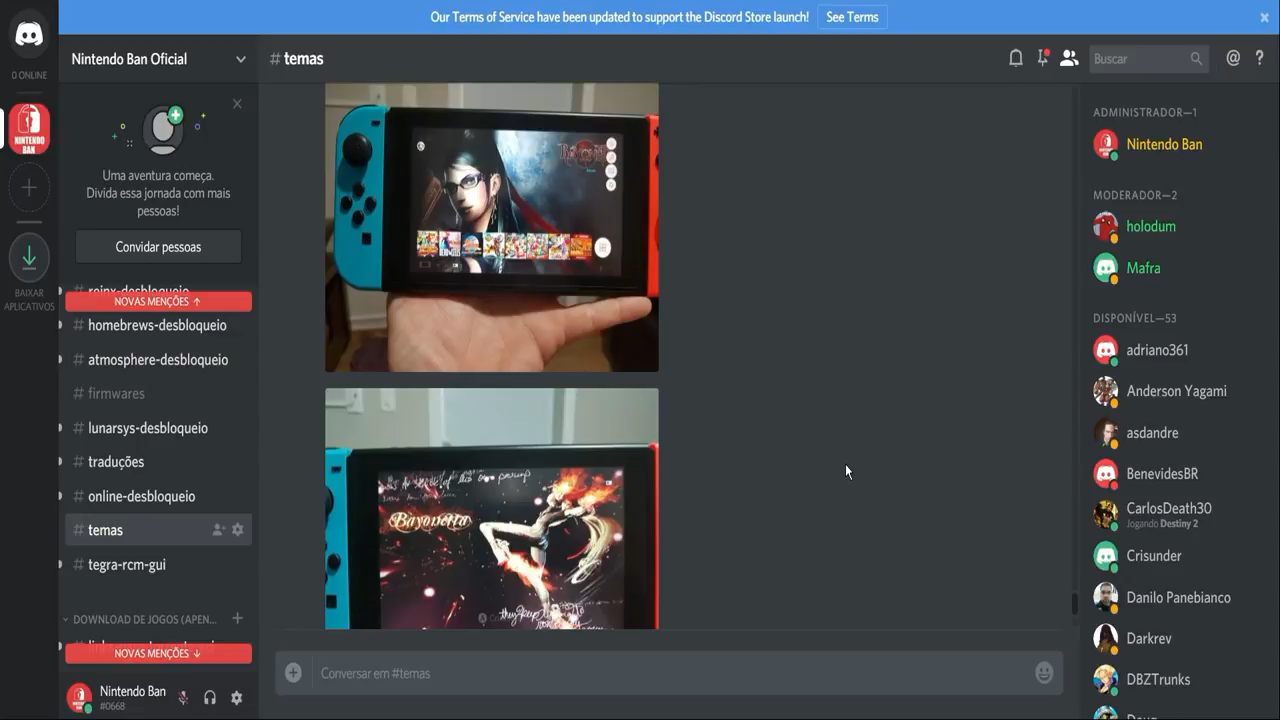 Our Terms of Service have been updated to support the Discord Store launch!
See Terms
0 ONLINE
NINTENDO
BAN
BAIXAR
APLICATIVOS
Nintendo Ban Oficial
Uma aventura começa.
Divida essa jornada com mais
pessoas!
Convidar pessoas
NOVAS MENÇÕES ↑
# homebrews-desbloqueio
# atmosphere-desbloqueio
# firmwares
# lunarsys-desbloqueio
# traduções
# online-desbloqueio
# temas
# tegra-rcm-gui
DOWNLOAD DE JOGOS (APEN...
NOVAS MENÇÕES ↓
Nintendo Ban
#0668
# temas
Buscar
Bayonetta
Conversar em #temas
ADMINISTRADOR—1
Nintendo Ban
MODERADOR—2
holodum
Mafra
DISPONÍVEL—53
adriano361
Anderson Yagami
asdandre
BenevidesBR
CarlosDeath30
Jogando Destiny 2
Crisunder
Danilo Panebianco
Darkrev
DBZTrunks